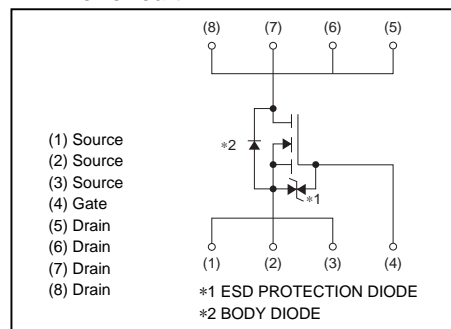 (8) (7) (6) (5)
(1) Source
(2) Source
(3) Source
(4) Gate
(5) Drain
(6) Drain
(7) Drain
(8) Drain
∗2
∗1
(1) (2) (3) (4)
∗1 ESD PROTECTION DIODE
∗2 BODY DIODE